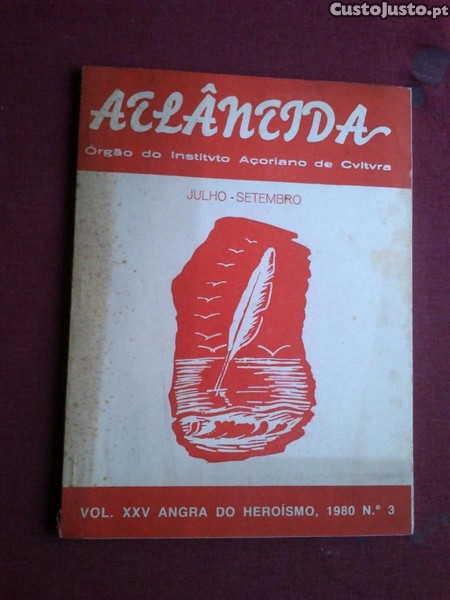 CustoJusto.pt
ATLÂNTIDA
Órgão do Institvto Açoriano de Cvltvra
JULHO - SETEMBRO
VOL. XXV ANGRA DO HEROÍSMO, 1980 N.º 3